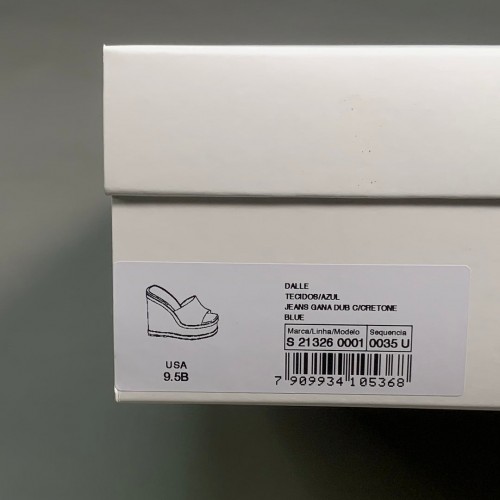 DALLE
TECIDOS/AZUL
JEANS GANA DUB C/CRETONE
BLUE
Marca/Linha/Modelo Sequencia
S 21326 0001 0035 U
USA
9.5B
7 909934 105368